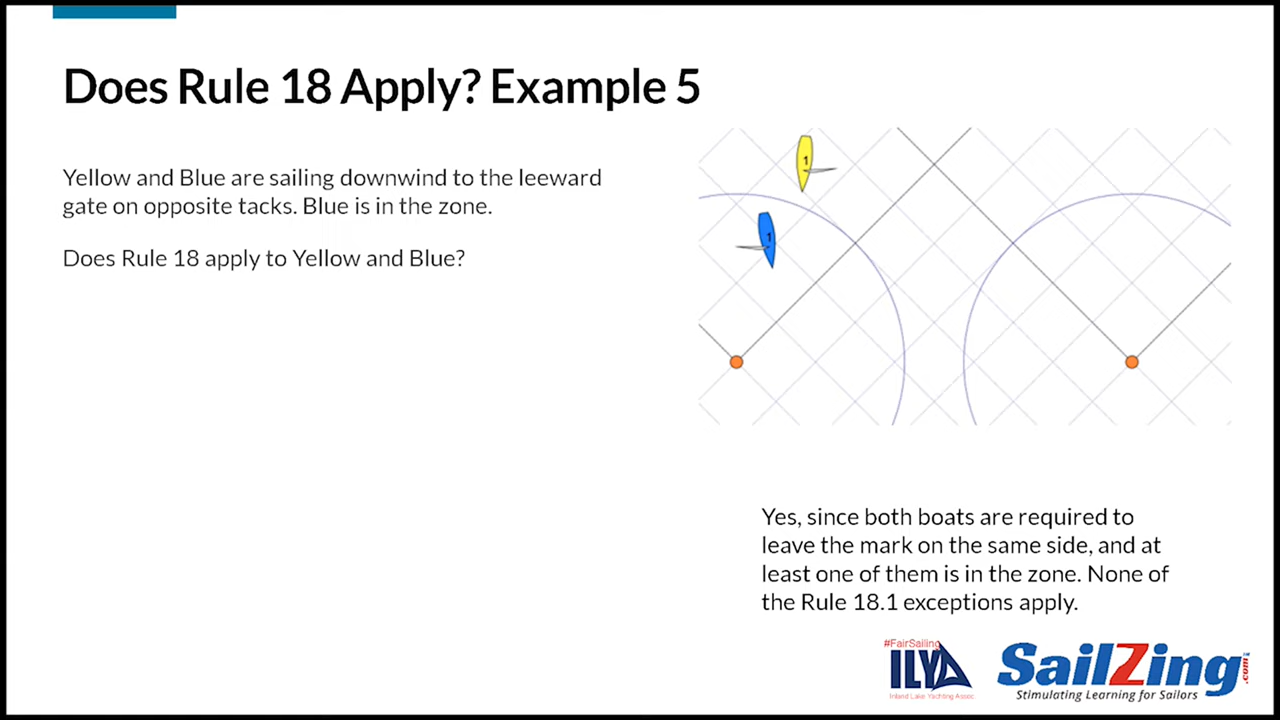 Does Rule 18 Apply? Example 5
Yellow and Blue are sailing downwind to the leeward
gate on opposite tacks. Blue is in the zone.
Does Rule 18 apply to Yellow and Blue?
1
1
Yes, since both boats are required to
leave the mark on the same side, and at
least one of them is in the zone. None of
the Rule 18.1 exceptions apply.
#FairSailing
ILYA
Inland Lake Yachting Assoc.
SailZing.com
Stimulating Learning for Sailors